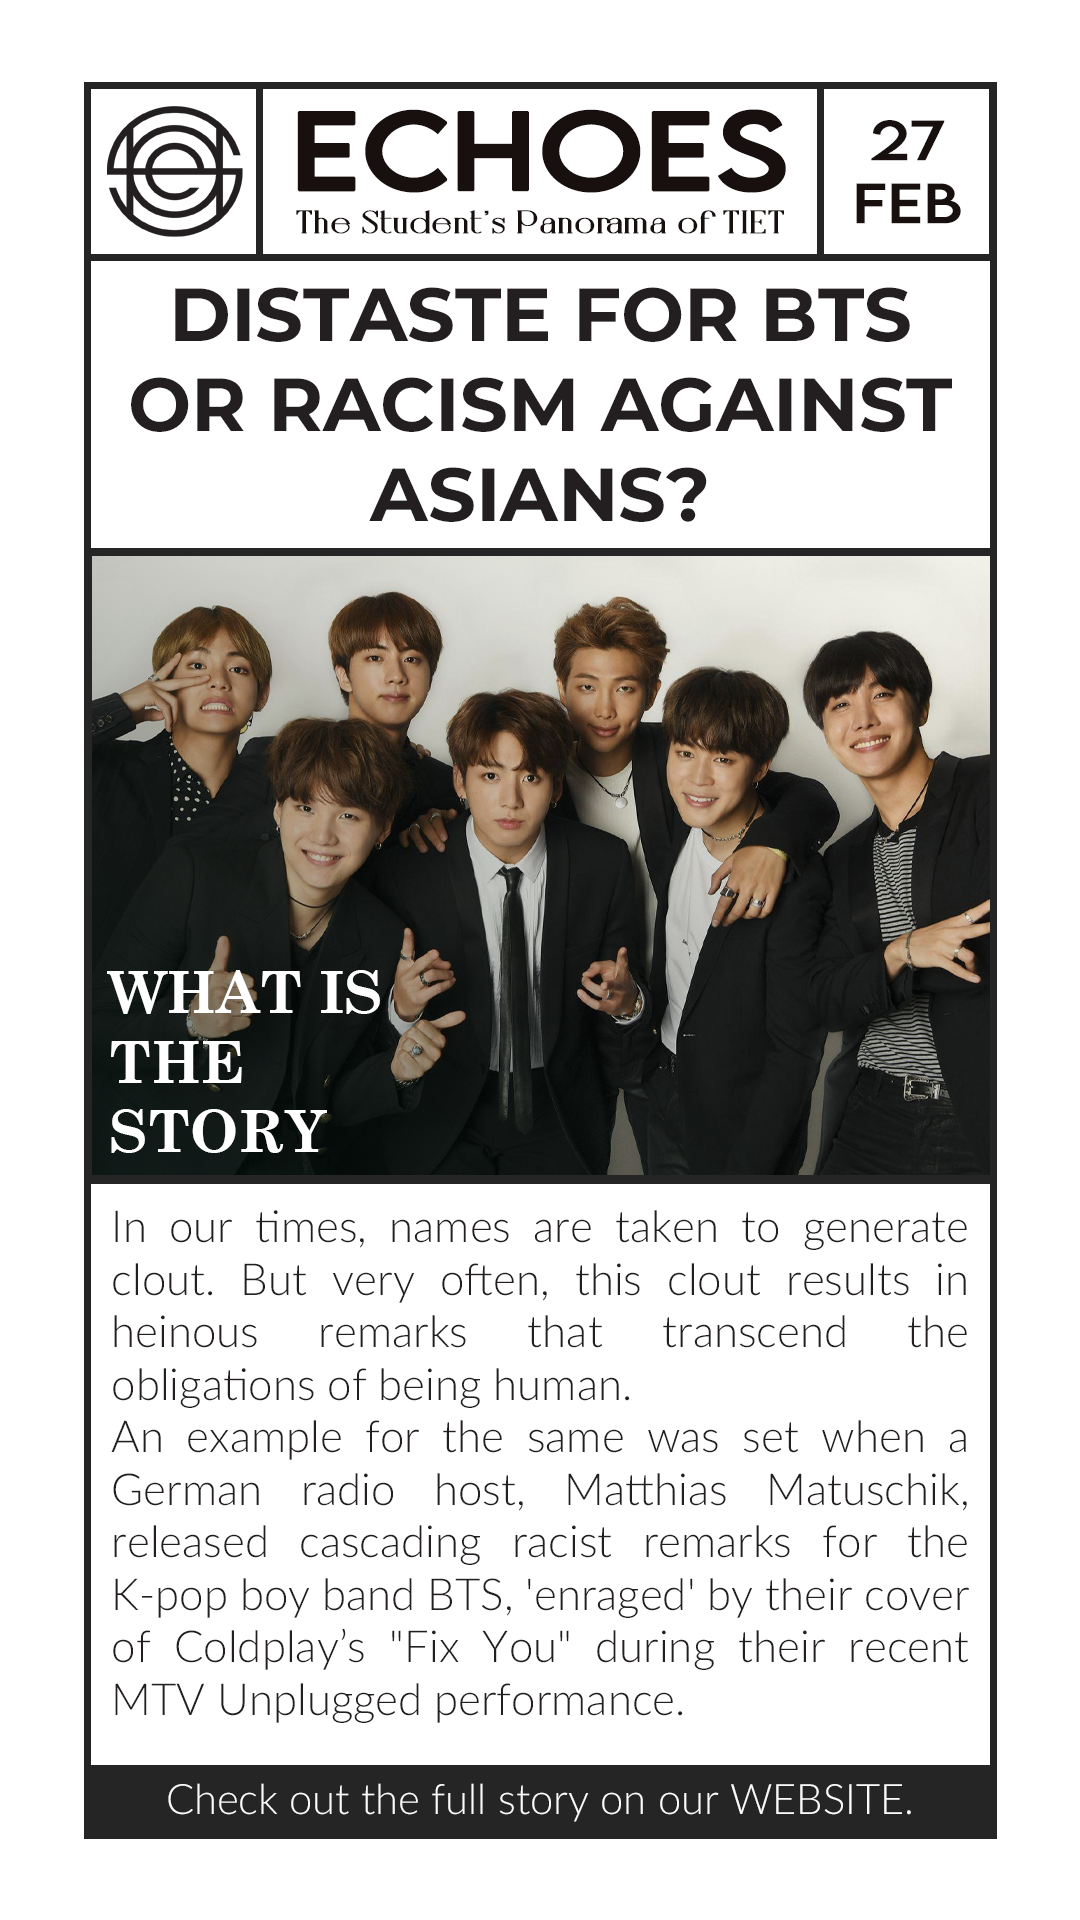 ECHOES
The Student's Panorama of TIET
27
FEB
DISTASTE FOR BTS
OR RACISM AGAINST
ASIANS?
WHAT IS
THE
STORY
In our times, names are taken to generate
clout. But very often, this clout results in
heinous remarks that transcend the
obligations of being human.
An example for the same was set when a
German radio host, Matthias Matuschik,
released cascading racist remarks for the
K-pop boy band BTS, 'enraged' by their cover
of Coldplay’s "Fix You" during their recent
MTV Unplugged performance.
Check out the full story on our WEBSITE.